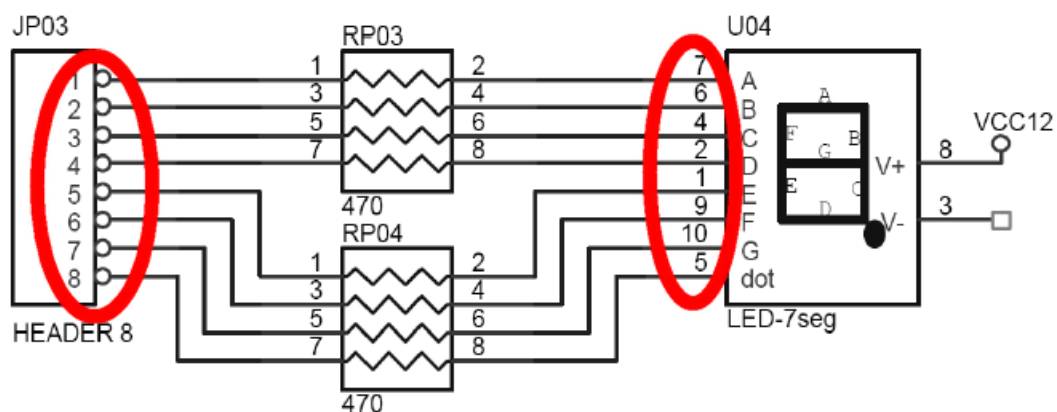 JP03
1
2
3
4
5
6
7
8
HEADER 8
RP03
1 2
3 4
5 6
7 8
470
RP04
1 2
3 4
5 6
7 8
470
U04
7 A
6 B
4 C
2 D
1 E
9 F
10 G
5 dot
A
F B
G
E C
D
V+ 8
V- 3
LED-7seg
VCC12